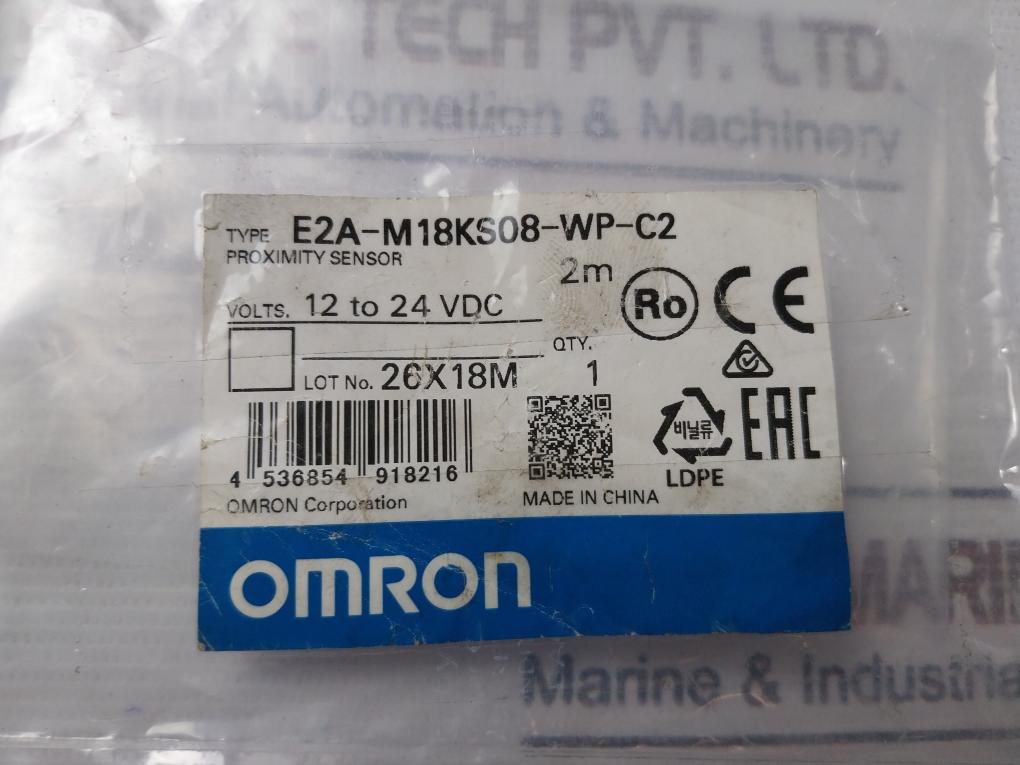 E TECH PVT. LTD.
Automation & Machinery
TYPE E2A-M18KS08-WP-C2
PROXIMITY SENSOR
2m
VOLTS. 12 to 24 VDC
Ro CE
QTY.
LOT No. 26X18M 1
비닐류
EAC
LDPE
4 536854 918216
OMRON Corporation MADE IN CHINA
OMRON
MARIN
Marine & Industria